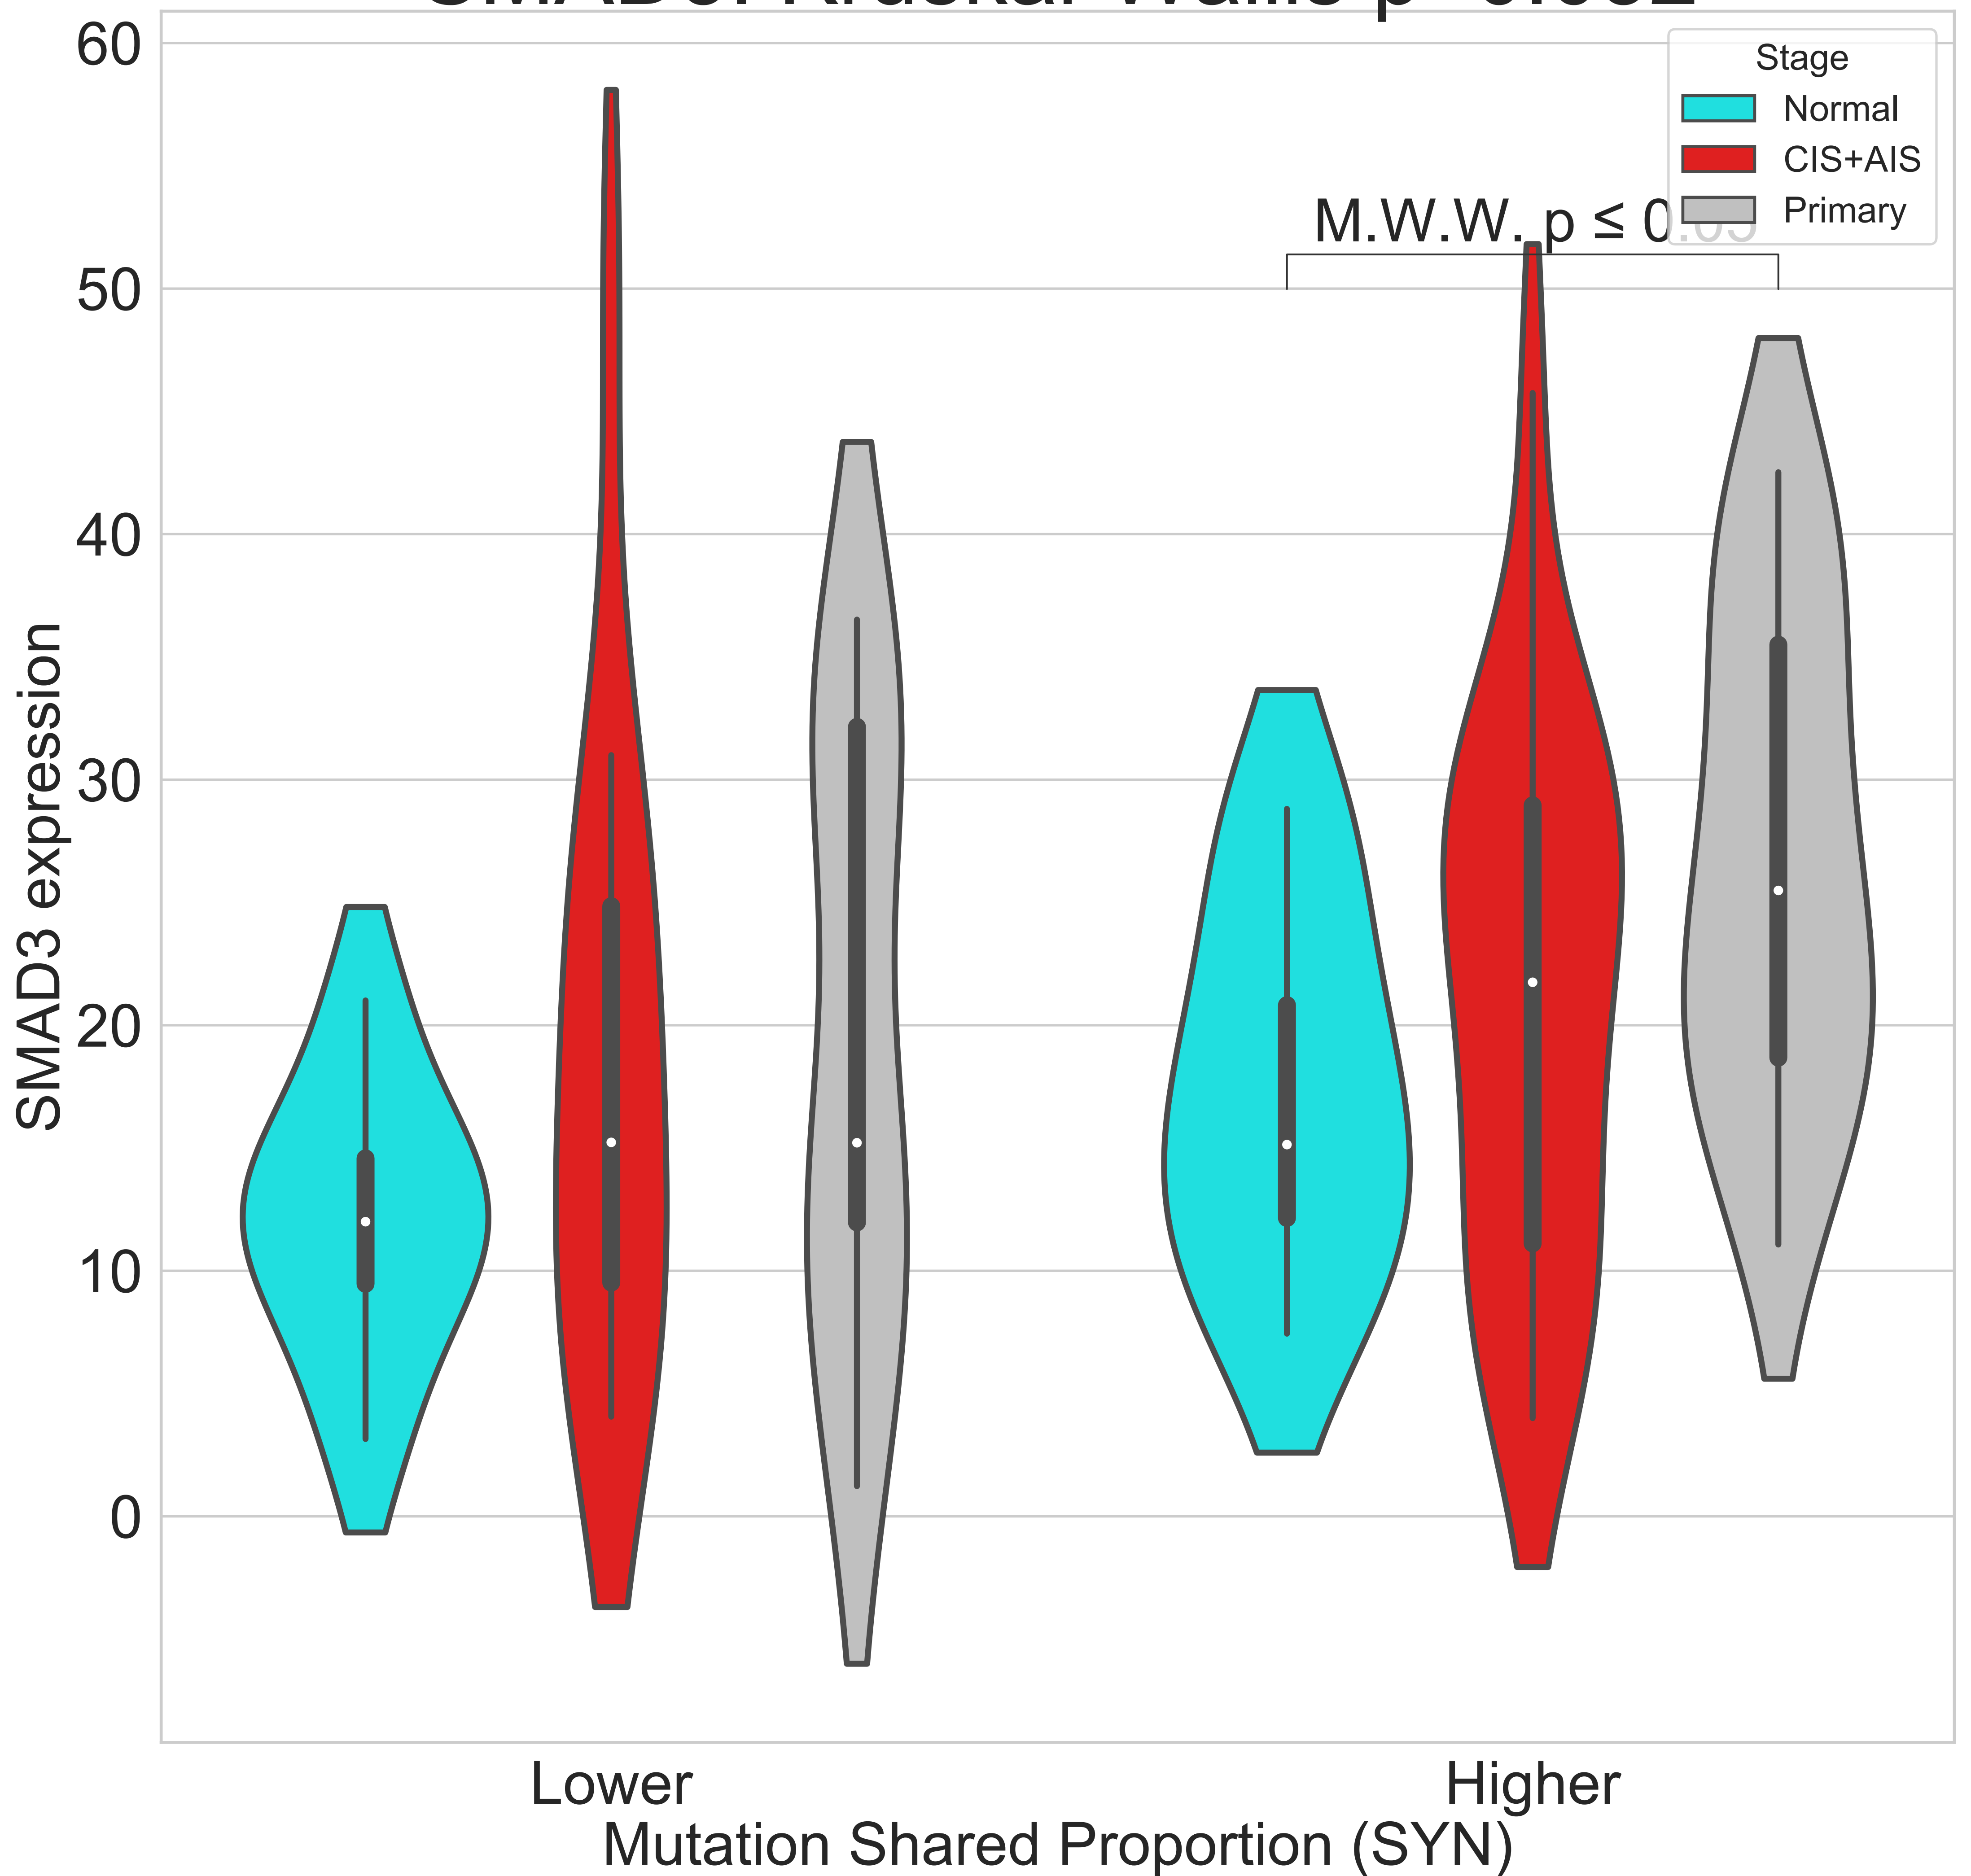 60
Stage
Normal
CIS+AIS
Primary
M.W.W. p ≤ 0.05
50
40
30
20
10
0
SMAD3 expression
Lower
Higher
Mutation Shared Proportion (SYN)